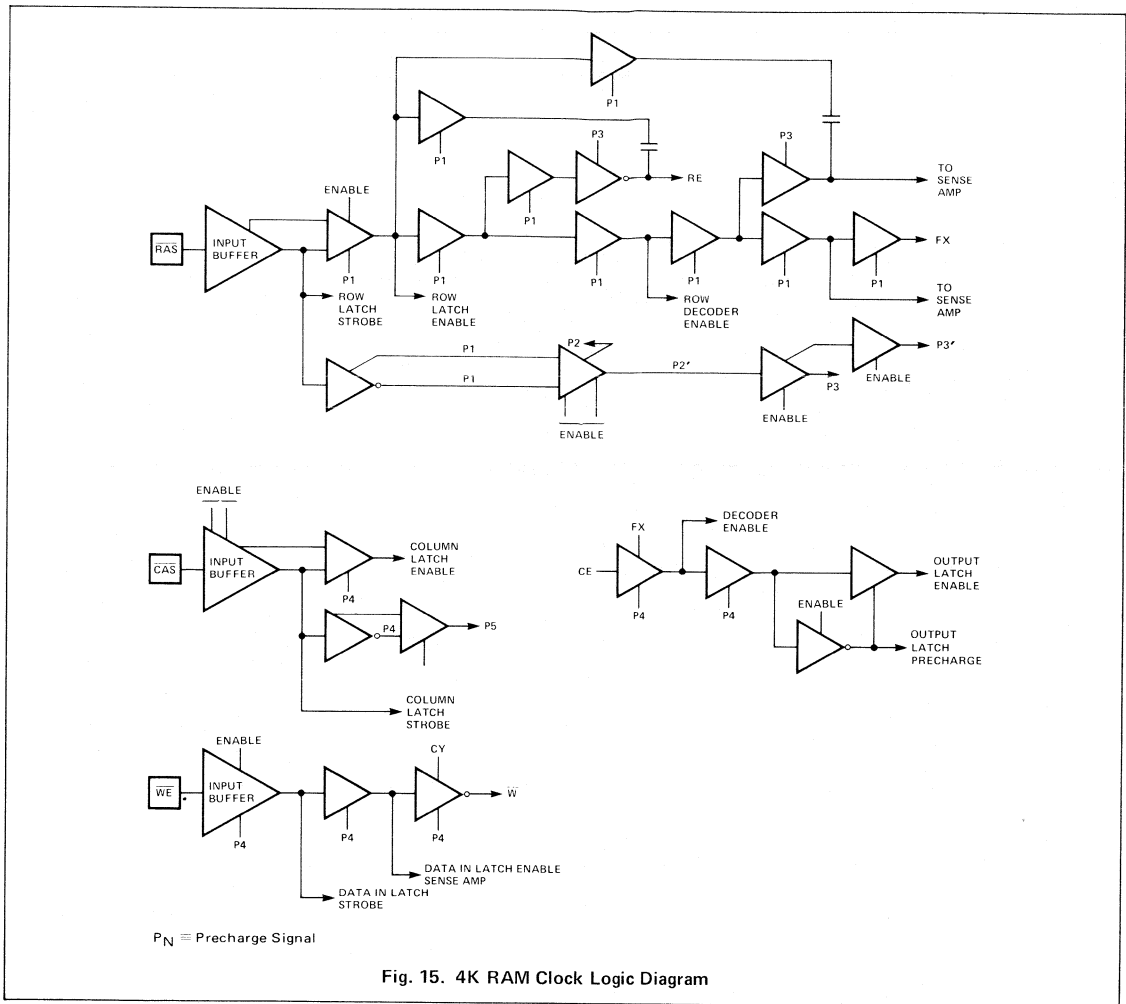 P1
P1
P3
RE
P1
P3
TO
SENSE
AMP
ENABLE
RAS
INPUT
BUFFER
P1
P1
P1
P1
P1
P1
FX
ROW
LATCH
STROBE
ROW
LATCH
ENABLE
ROW
DECODER
ENABLE
TO
SENSE
AMP
P1
P1
P2
ENABLE
P2'
P3
ENABLE
P3'
ENABLE
ENABLE
CAS
INPUT
BUFFER
P4
COLUMN
LATCH
ENABLE
P4
P5
COLUMN
LATCH
STROBE
CE
FX
P4
DECODER
ENABLE
P4
ENABLE
OUTPUT
LATCH
ENABLE
OUTPUT
LATCH
PRECHARGE
WE
ENABLE
INPUT
BUFFER
P4
P4
CY
P4
W
DATA IN LATCH ENABLE
SENSE AMP
DATA IN LATCH
STROBE
PN ≡ Precharge Signal
Fig. 15. 4K RAM Clock Logic Diagram